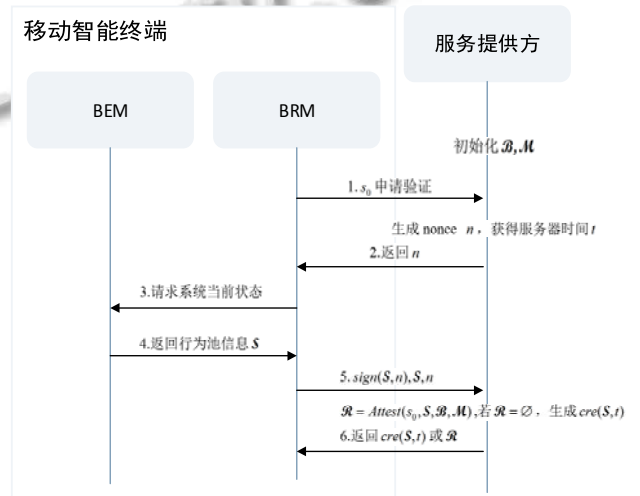 移动智能终端
服务提供方
BEM
BRM
初始化 ℬ,ℳ
1. s₀ 申请验证
生成 nonce n，获得服务器时间 t
2.返回 n
3.请求系统当前状态
4.返回行为池信息 S
5. sign(S,n),S,n
ℛ = Attest(s₀,S,ℬ,ℳ),若 ℛ = ∅，生成 cre(S,t)
6.返回 cre(S,t) 或 ℛ